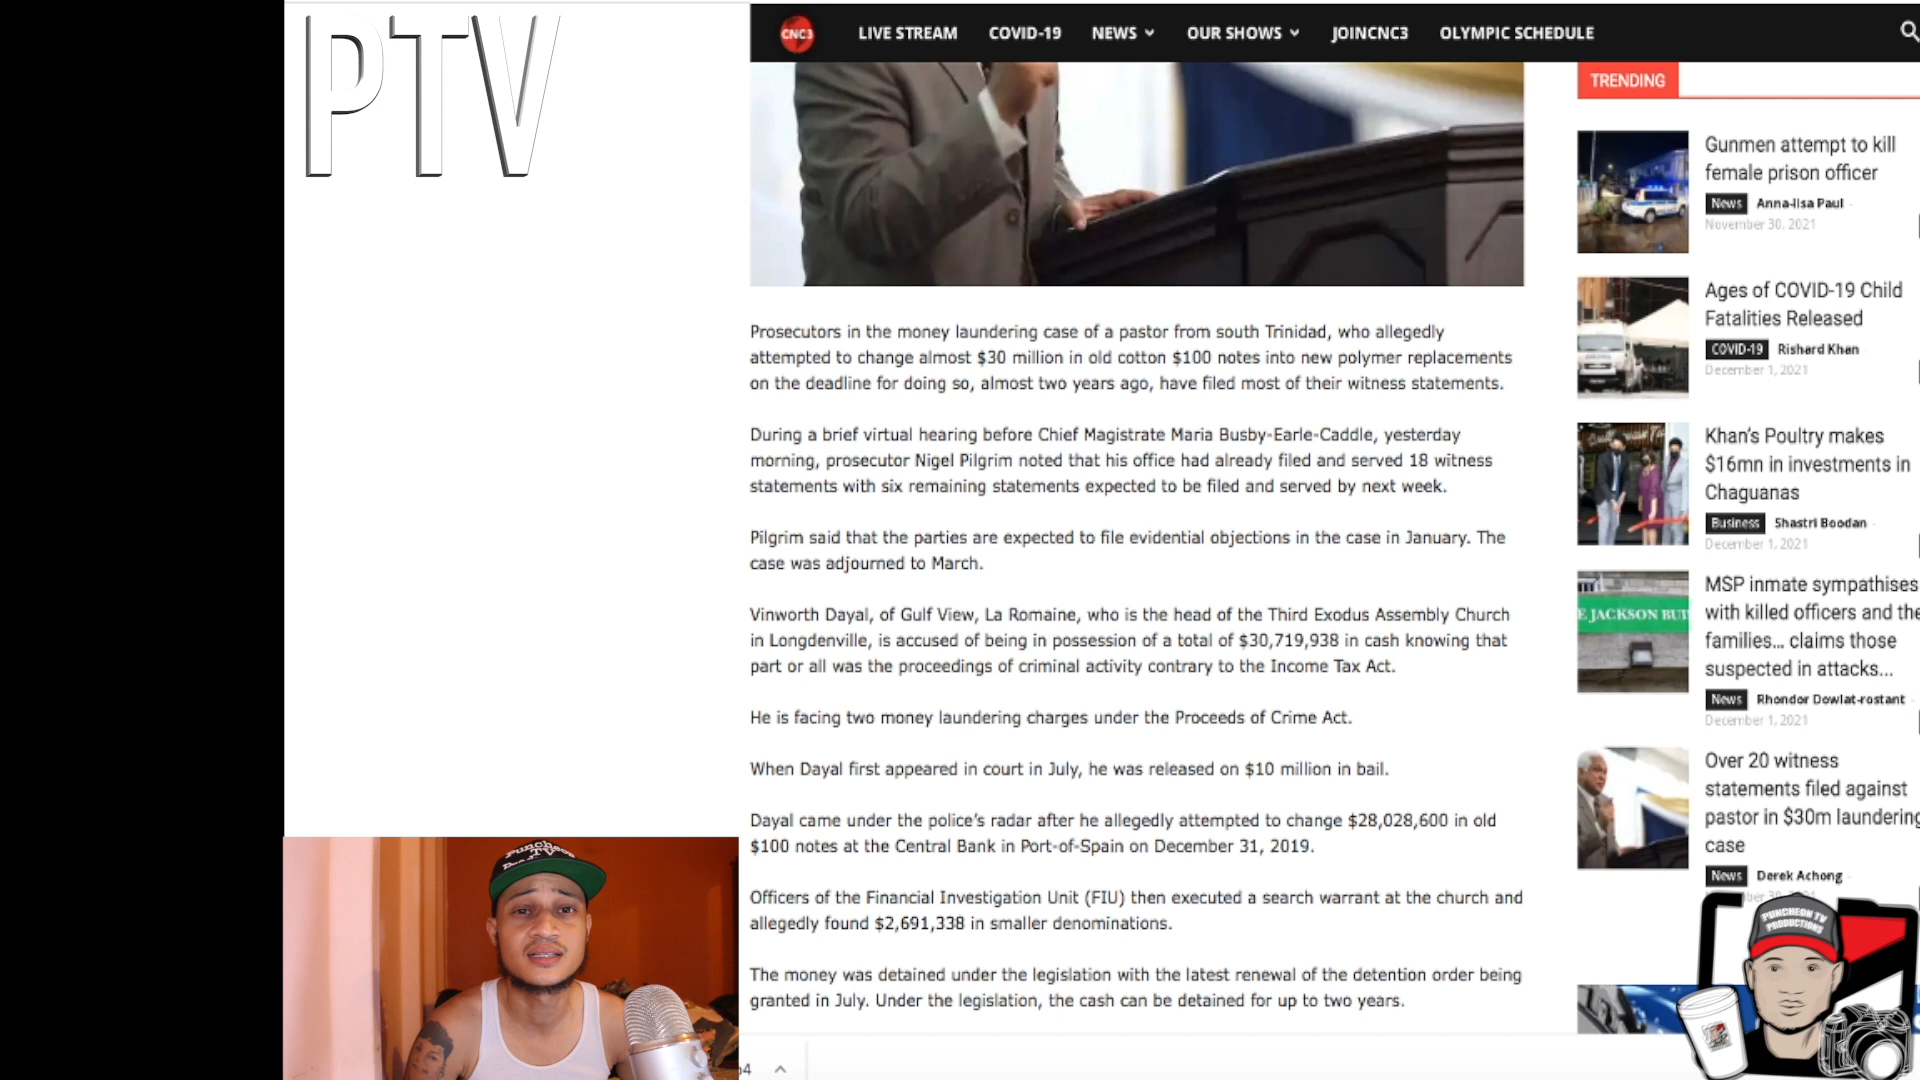 PTV
CNC3 LIVE STREAM COVID-19 NEWS OUR SHOWS JOINCNC3 OLYMPIC SCHEDULE
Prosecutors in the money laundering case of a pastor from south Trinidad, who allegedly
attempted to change almost $30 million in old cotton $100 notes into new polymer replacements
on the deadline for doing so, almost two years ago, have filed most of their witness statements.
During a brief virtual hearing before Chief Magistrate Maria Busby-Earle-Caddle, yesterday
morning, prosecutor Nigel Pilgrim noted that his office had already filed and served 18 witness
statements with six remaining statements expected to be filed and served by next week.
Pilgrim said that the parties are expected to file evidential objections in the case in January. The
case was adjourned to March.
Vinworth Dayal, of Gulf View, La Romaine, who is the head of the Third Exodus Assembly Church
in Longdenville, is accused of being in possession of a total of $30,719,938 in cash knowing that
part or all was the proceedings of criminal activity contrary to the Income Tax Act.
He is facing two money laundering charges under the Proceeds of Crime Act.
When Dayal first appeared in court in July, he was released on $10 million in bail.
Dayal came under the police's radar after he allegedly attempted to change $28,028,600 in old
$100 notes at the Central Bank in Port-of-Spain on December 31, 2019.
Officers of the Financial Investigation Unit (FIU) then executed a search warrant at the church and
allegedly found $2,691,338 in smaller denominations.
The money was detained under the legislation with the latest renewal of the detention order being
granted in July. Under the legislation, the cash can be detained for up to two years.
TRENDING
Gunmen attempt to kill
female prison officer
News Anna-lisa Paul -
November 30, 2021
Ages of COVID-19 Child
Fatalities Released
COVID-19 Rishard Khan
December 1, 2021
Khan's Poultry makes
$16mn in investments in
Chaguanas
Business Shastri Boodan -
December 1, 2021
E JACKSON BUI
MSP inmate sympathises
with killed officers and the
families... claims those
suspected in attacks...
News Rhondor Dowlat-rostant -
December 1, 2021
Over 20 witness
statements filed against
pastor in $30m laundering
case
News Derek Achong -
Puncheon
TV
PUNCHEON TV
PRODUCTIONS